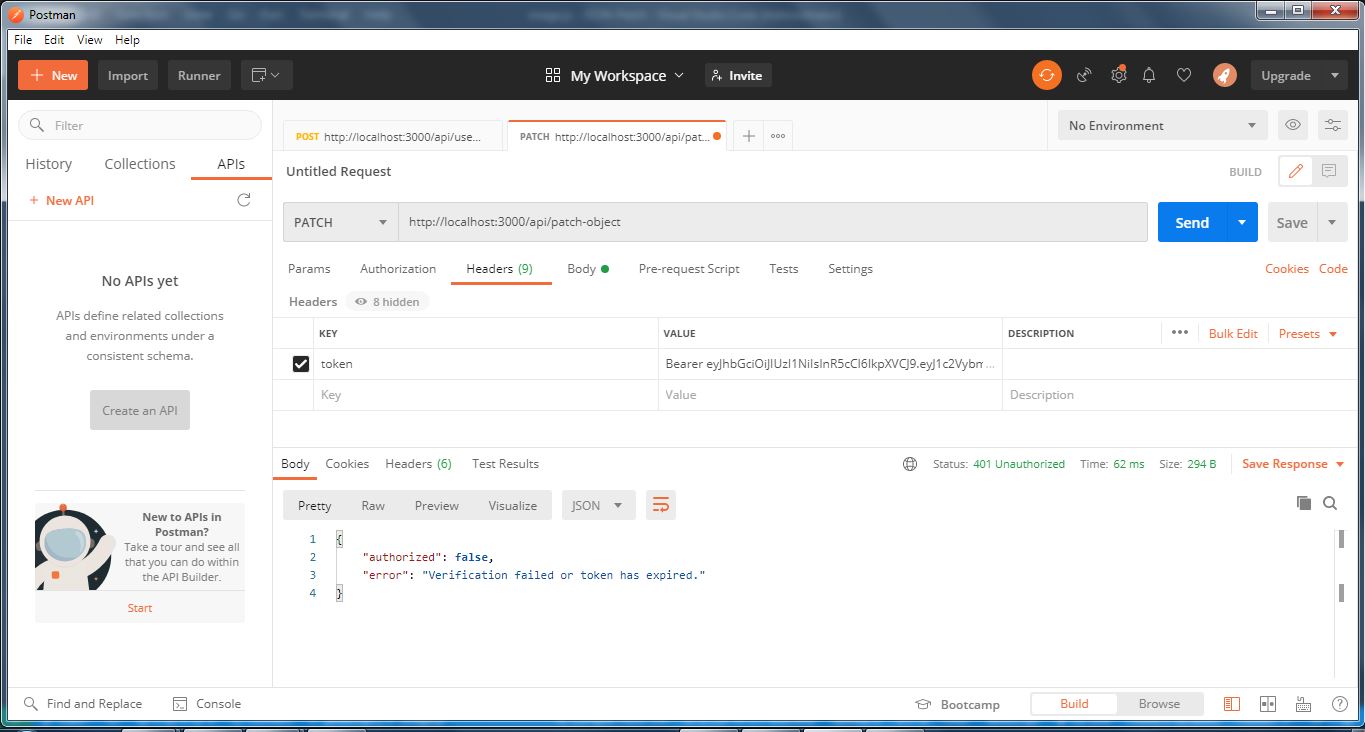 Postman
File Edit View Help
New Import Runner My Workspace Invite Upgrade
Filter
History Collections APIs
New API
No APIs yet
APIs define related collections
and environments under a
consistent schema.
Create an API
New to APIs in
Postman?
Take a tour and see all
that you can do within
the API Builder.
Start
POST http://localhost:3000/api/use...
PATCH http://localhost:3000/api/pat...
No Environment
Untitled Request
BUILD
PATCH http://localhost:3000/api/patch-object Send Save
Params Authorization Headers (9) Body Pre-request Script Tests Settings Cookies Code
Headers 8 hidden
KEY VALUE DESCRIPTION Bulk Edit Presets
token
Key Value Description
Body Cookies Headers (6) Test Results Status: 401 Unauthorized Time: 62 ms Size: 294 B Save Response
Pretty Raw Preview Visualize JSON
1 {
2 "authorized": false,
3 "error": "Verification failed or token has expired."
4 }
Find and Replace Console Bootcamp Build Browse